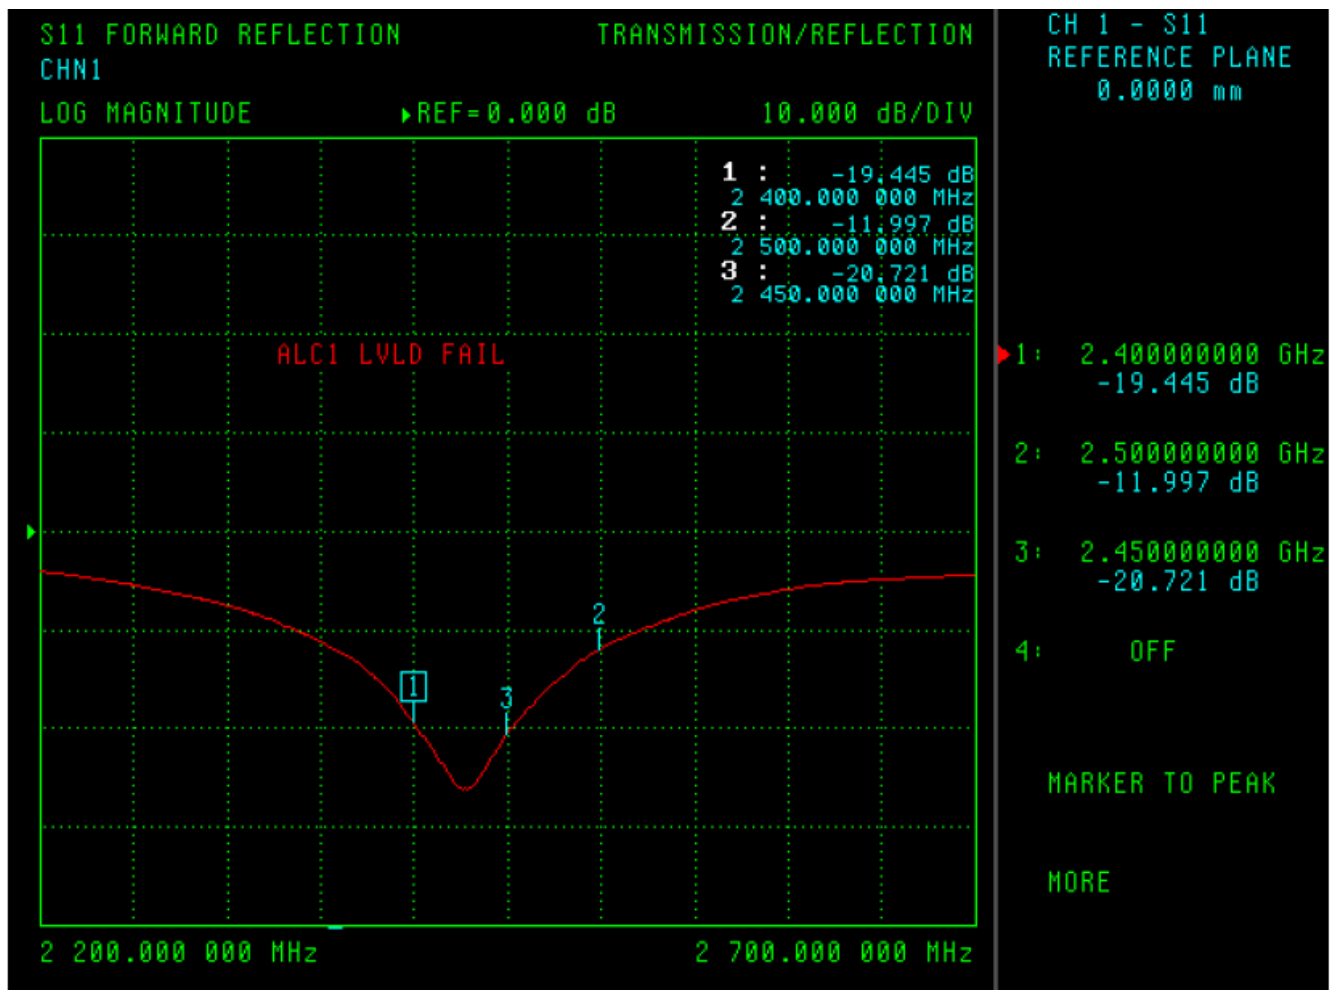 S11 FORWARD REFLECTION TRANSMISSION/REFLECTION
CHN1
LOG MAGNITUDE ▸REF=0.000 dB 10.000 dB/DIV
1 : -19.445 dB
2 400.000 000 MHz
2 : -11.997 dB
2 500.000 000 MHz
3 : -20.721 dB
2 450.000 000 MHz
ALC1 LVLD FAIL
1
3
2
2 200.000 000 MHz 2 700.000 000 MHz
CH 1 - S11
REFERENCE PLANE
0.0000 mm
1: 2.400000000 GHz
-19.445 dB
2: 2.500000000 GHz
-11.997 dB
3: 2.450000000 GHz
-20.721 dB
4: OFF
MARKER TO PEAK
MORE